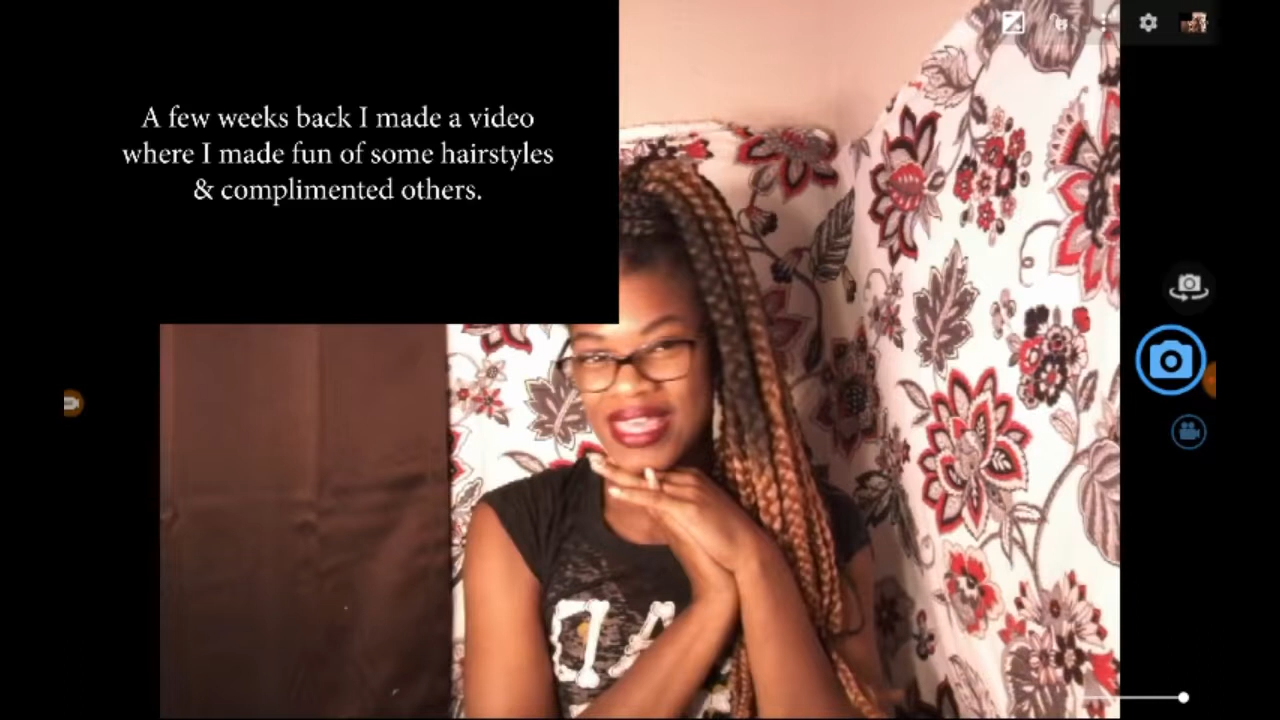 A few weeks back I made a video
where I made fun of some hairstyles
& complimented others.